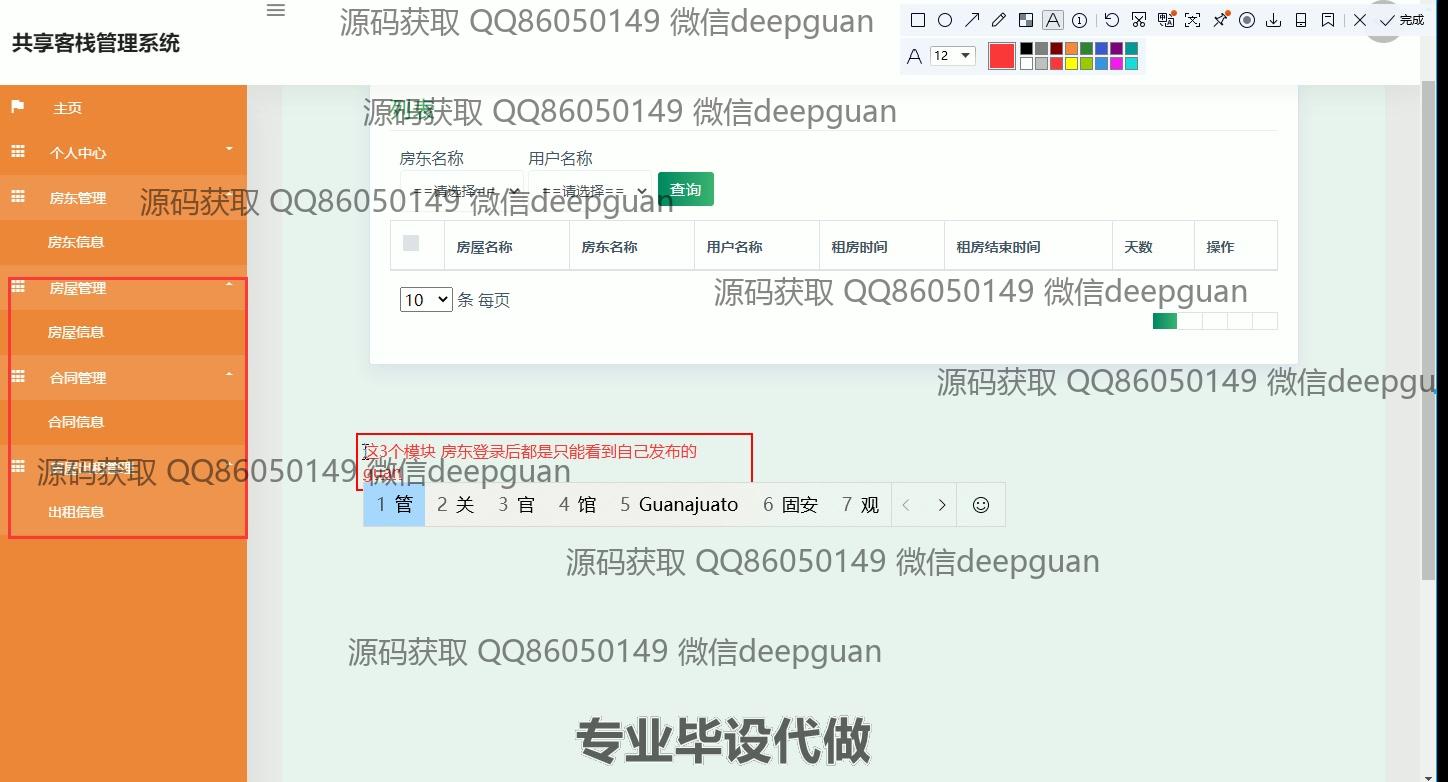 共享客栈管理系统
源码获取 QQ86050149 微信deepguan
完成
A 12
主页
个人中心
房东管理
房东信息
房屋管理
房屋信息
合同管理
合同信息
出租信息
列表
源码获取 QQ86050149 微信deepguan
房东名称 用户名称
==请选择== ==请选择== 查询
源码获取 QQ86050149 微信deepguan
房屋名称 房东名称 用户名称 租房时间 租房结束时间 天数 操作
10 条 每页
源码获取 QQ86050149 微信deepguan
源码获取 QQ86050149 微信deepgu
这3个模块 房东登录后都是只能看到自己发布的
guan
源码获取 QQ86050149 微信deepguan
1 管 2 关 3 官 4 馆 5 Guanajuato 6 固安 7 观
源码获取 QQ86050149 微信deepguan
源码获取 QQ86050149 微信deepguan
专业毕设代做